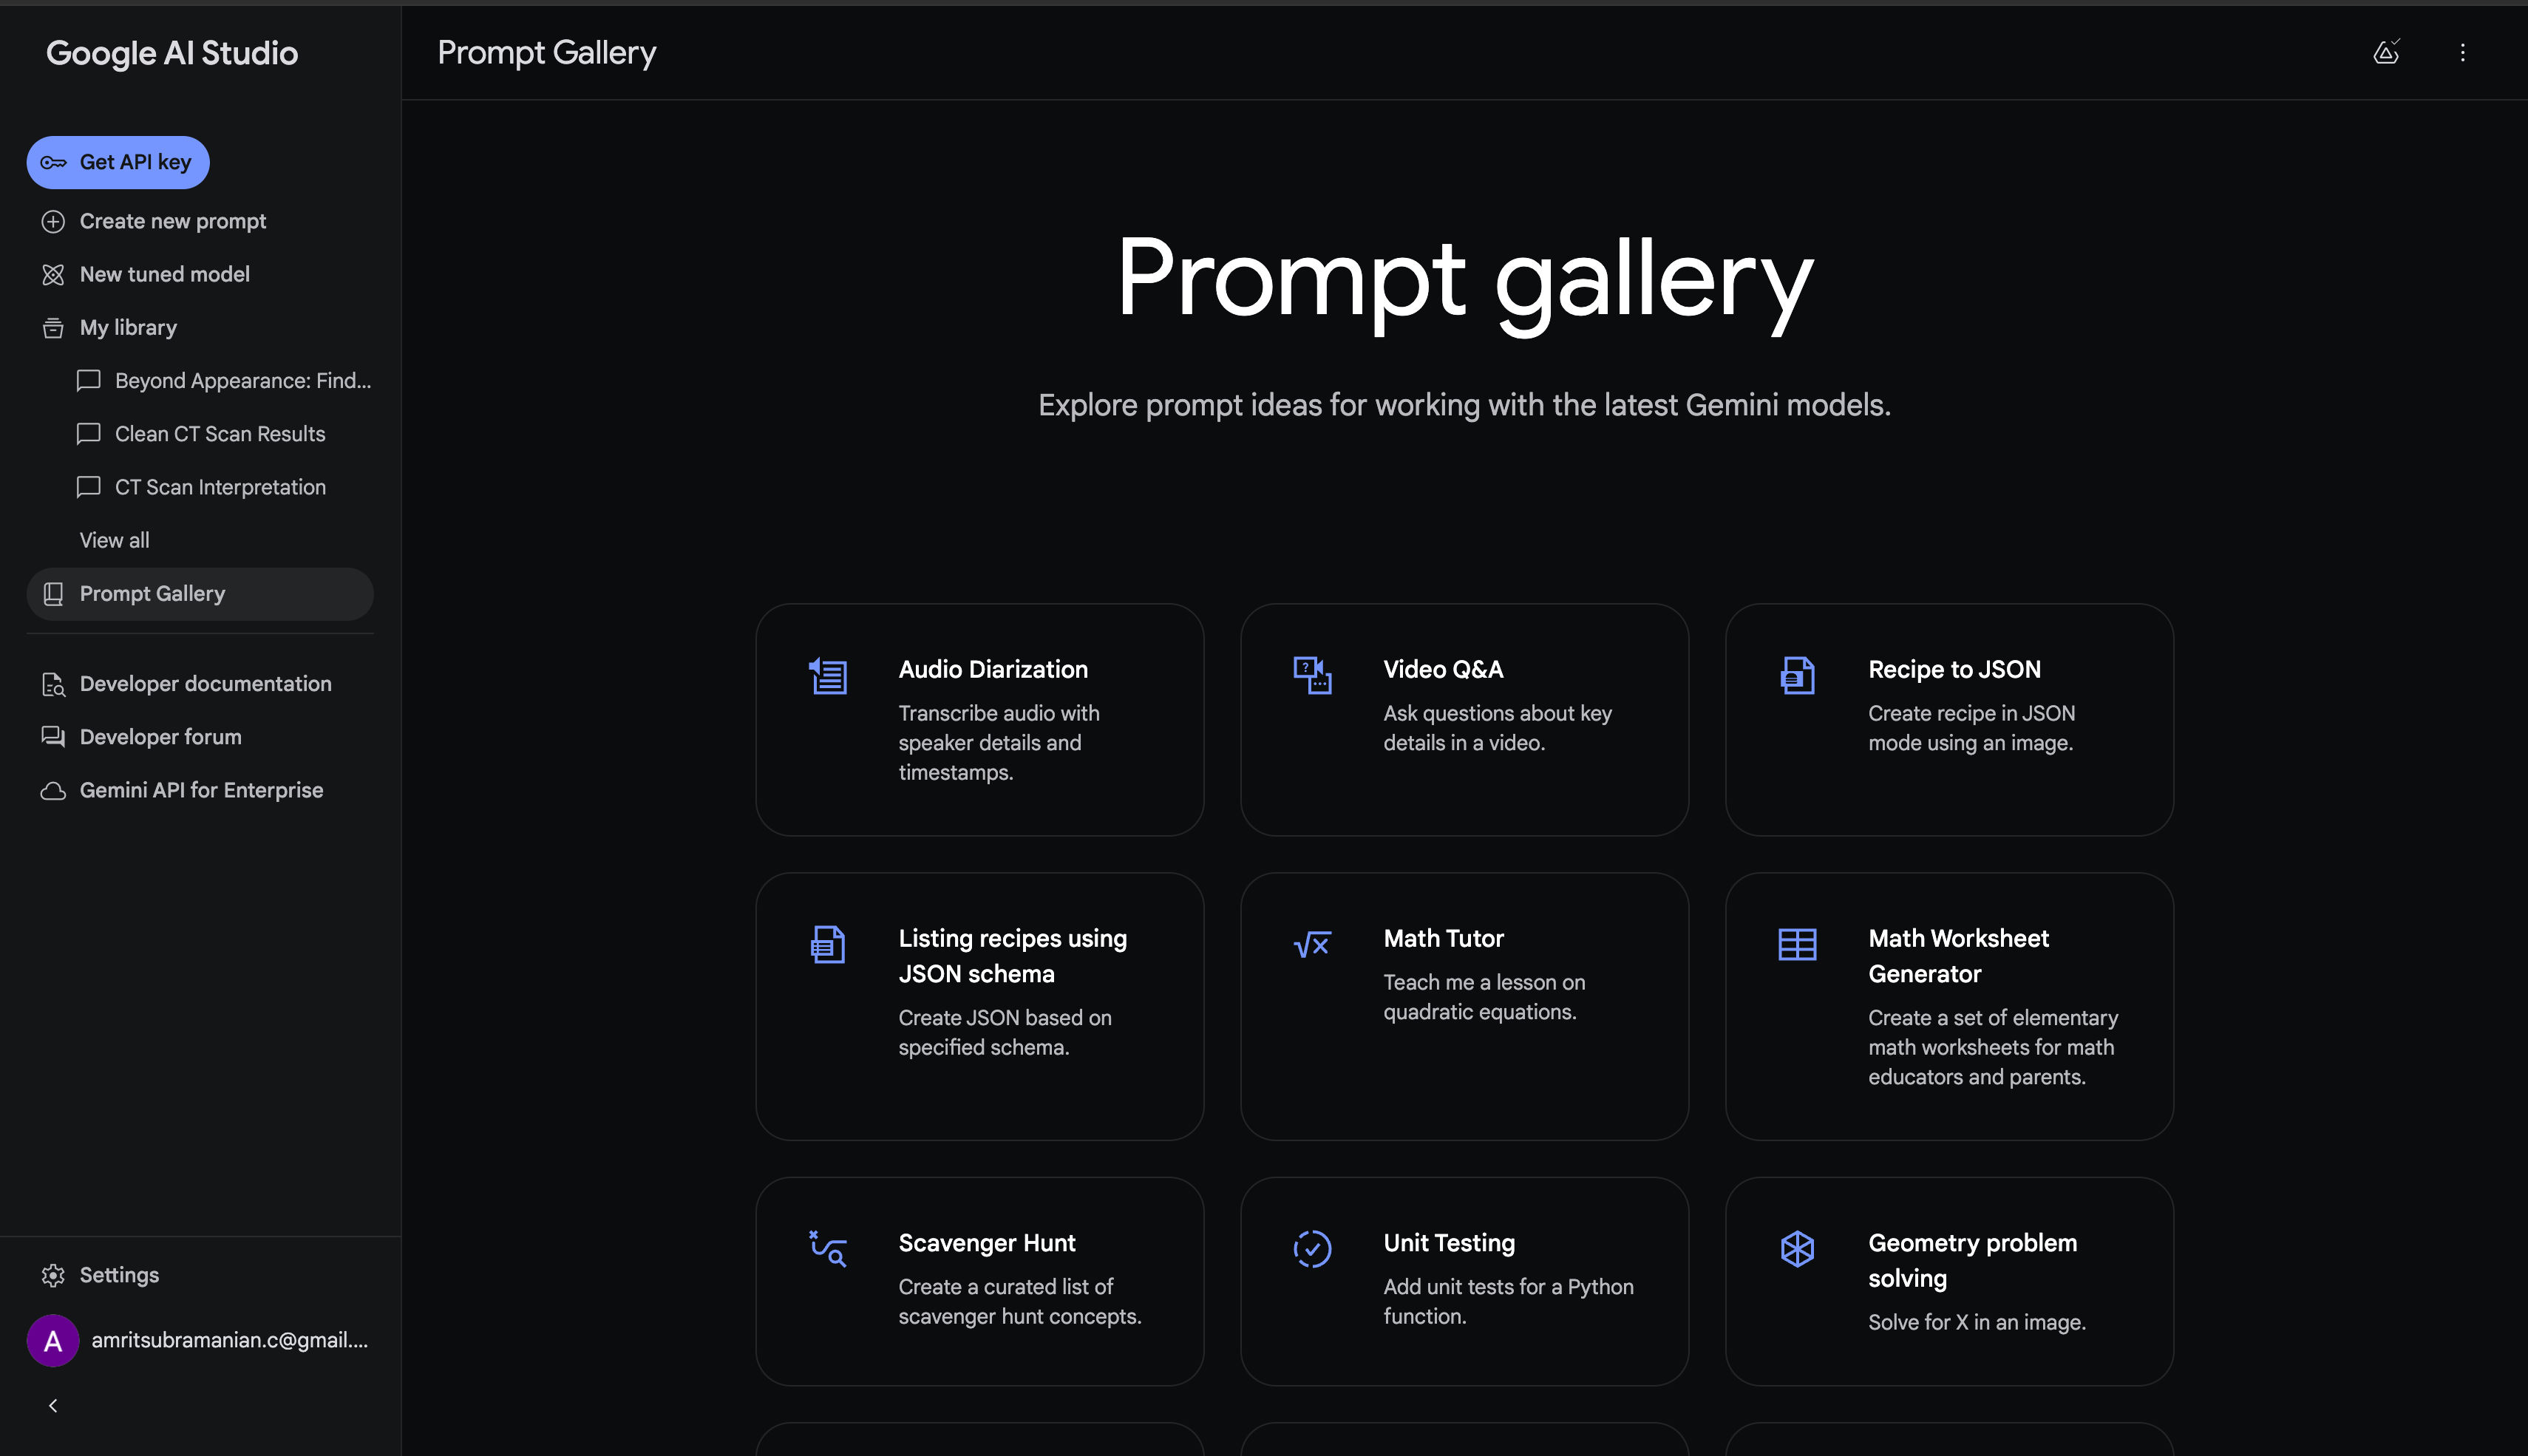 Google AI Studio
Get API key
Create new prompt
New tuned model
My library
Beyond Appearance: Find...
Clean CT Scan Results
CT Scan Interpretation
View all
Prompt Gallery
Developer documentation
Developer forum
Gemini API for Enterprise
Settings
A
amritsubramanian.c@gmail....
Prompt Gallery
Prompt gallery
Explore prompt ideas for working with the latest Gemini models.
Audio Diarization
Transcribe audio with
speaker details and
timestamps.
Video Q&A
Ask questions about key
details in a video.
Recipe to JSON
Create recipe in JSON
mode using an image.
Listing recipes using
JSON schema
Create JSON based on
specified schema.
Math Tutor
Teach me a lesson on
quadratic equations.
Math Worksheet
Generator
Create a set of elementary
math worksheets for math
educators and parents.
Scavenger Hunt
Create a curated list of
scavenger hunt concepts.
Unit Testing
Add unit tests for a Python
function.
Geometry problem
solving
Solve for X in an image.